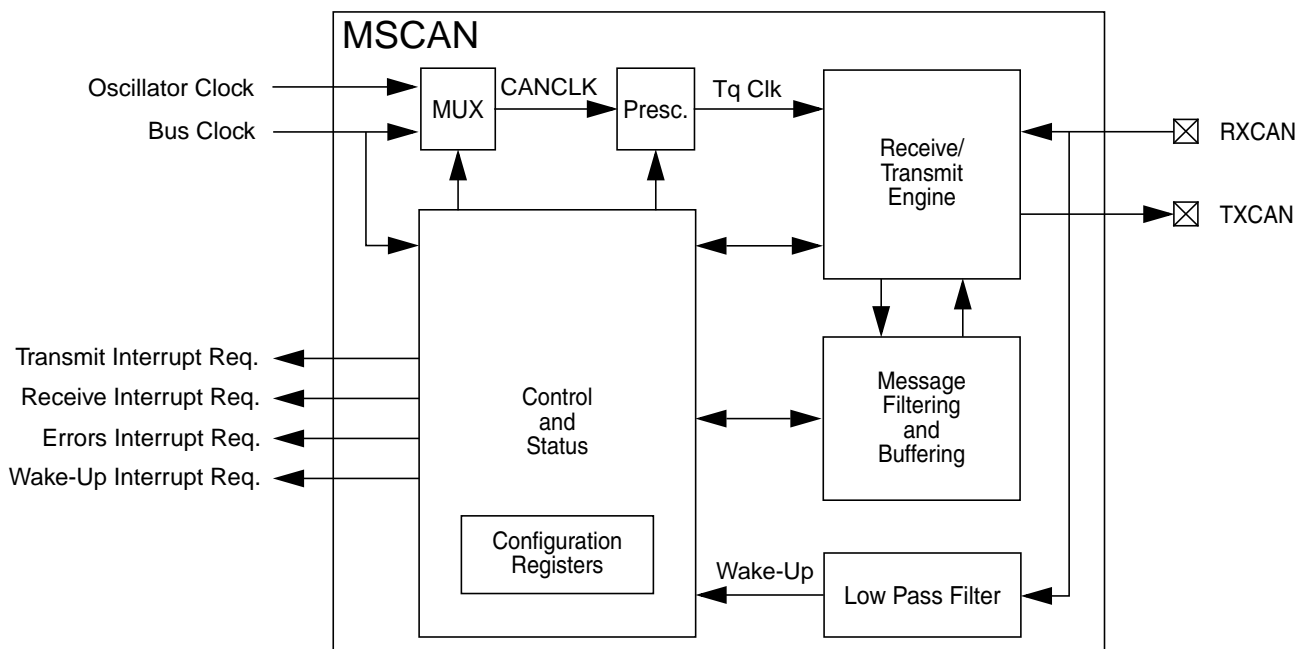 MSCAN
Oscillator Clock
Bus Clock
MUX
CANCLK
Presc.
Tq Clk
Receive/
Transmit
Engine
RXCAN
TXCAN
Transmit Interrupt Req.
Receive Interrupt Req.
Errors Interrupt Req.
Wake-Up Interrupt Req.
Control
and
Status
Message
Filtering
and
Buffering
Configuration
Registers
Wake-Up
Low Pass Filter